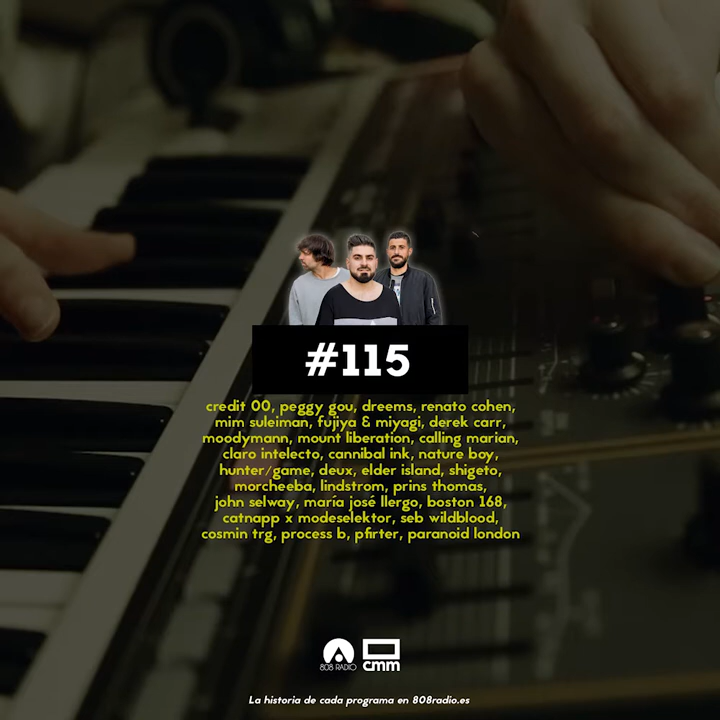 #115
credit 00, peggy gou, dreems, renato cohen,
mim suleiman, fujiya & miyagi, derek carr,
moodymann, mount liberation, calling marian,
claro intelecto, cannibal ink, nature boy,
hunter/game, deux, elder island, shigeto,
morcheeba, lindstrom, prins thomas,
john selway, maría josé llergo, boston 168,
catnapp x modeselektor, seb wildblood,
cosmin trg, process b, pfirter, paranoid london
808 RADIO cmm
La historia de cada programa en 808radio.es